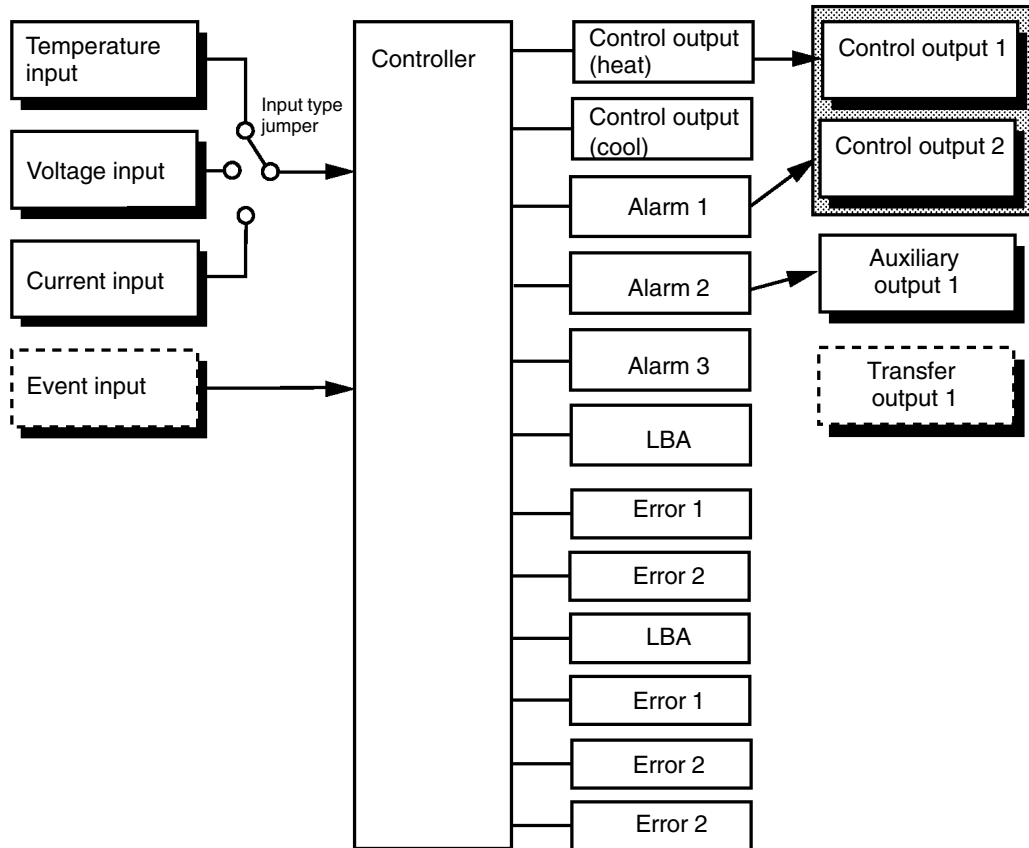 Temperature
input
Voltage input
Current input
Event input
Input type
jumper
Controller
Control output
(heat)
Control output
(cool)
Alarm 1
Alarm 2
Alarm 3
LBA
Error 1
Error 2
LBA
Error 1
Error 2
Error 2
Control output 1
Control output 2
Auxiliary
output 1
Transfer
output 1